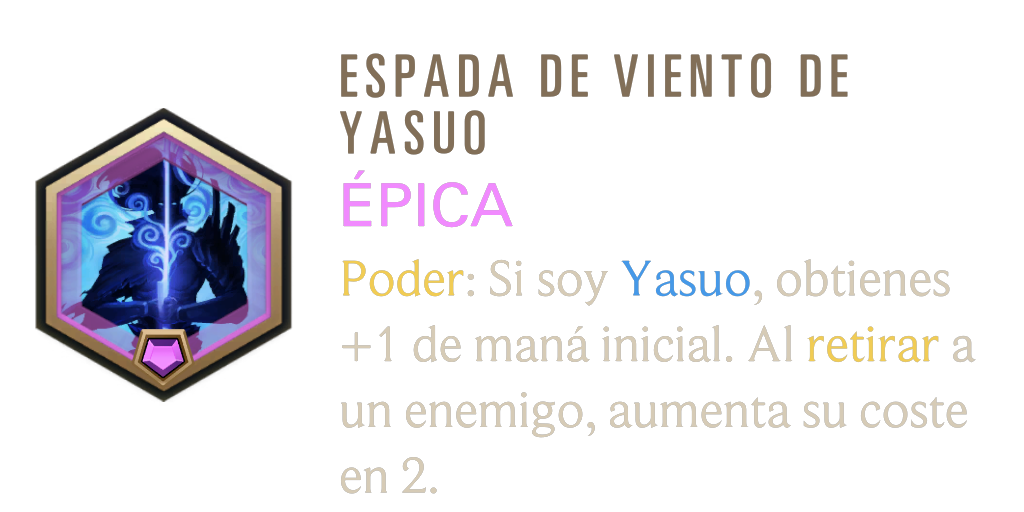 ESPADA DE VIENTO DE
YASUO
ÉPICA
Poder: Si soy Yasuo, obtienes
+1 de maná inicial. Al retirar a
un enemigo, aumenta su coste
en 2.